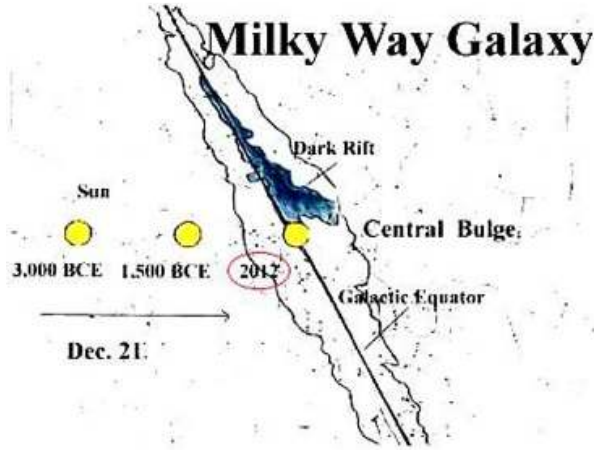 Milky Way Galaxy
Dark Rift
Sun
Central Bulge
3,000 BCE 1,500 BCE 2012
Galactic Equator
Dec. 21